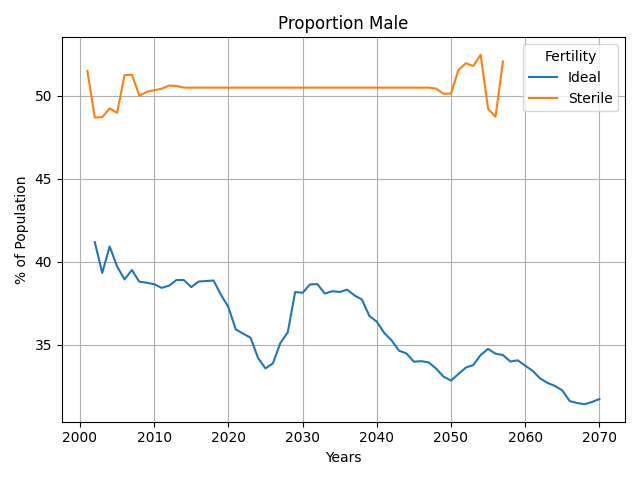 Proportion Male
Fertility
Ideal
Sterile
% of Population
50
45
40
35
2000 2010 2020 2030 2040 2050 2060 2070
Years